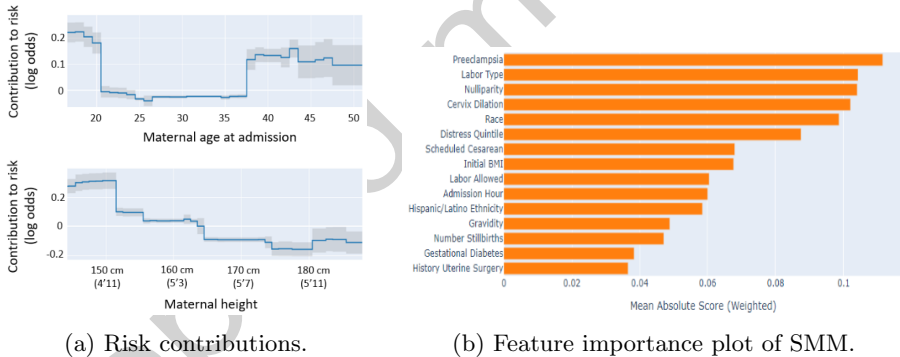 Contribution to risk
(log odds)
0.2
0.1
0
20
25
30
35
40
45
50
Maternal age at admission
Contribution to risk
(log odds)
0.2
0
-0.2
150 cm
(4'11)
160 cm
(5'3)
170 cm
(5'7)
180 cm
(5'11)
Maternal height
(a) Risk contributions.
Preeclampsia
Labor Type
Nulliparity
Cervix Dilation
Race
Distress Quintile
Scheduled Cesarean
Initial BMI
Labor Allowed
Admission Hour
Hispanic/Latino Ethnicity
Gravidity
Number Stillbirths
Gestational Diabetes
History Uterine Surgery
0
0.02
0.04
0.06
0.08
0.1
Mean Absolute Score (Weighted)
(b) Feature importance plot of SMM.